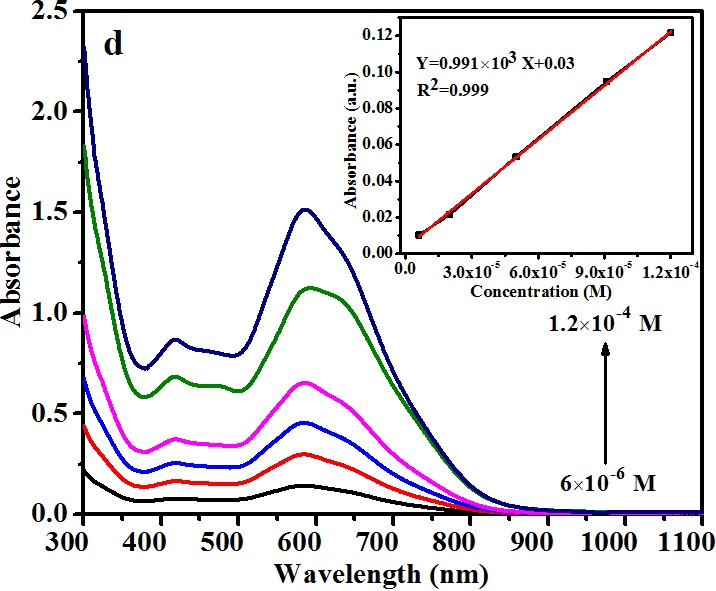 d
Y=0.991×10³ X+0.03
R²=0.999
Absorbance (a.u.)
0.12
0.10
0.08
0.06
0.04
0.02
0.00
0.0 3.0x10⁻⁵ 6.0x10⁻⁵ 9.0x10⁻⁵ 1.2x10⁻⁴
Concentration (M)
1.2×10⁻⁴ M
6×10⁻⁶ M
Absorbance
2.5
2.0
1.5
1.0
0.5
0.0
300 400 500 600 700 800 900 1000 1100
Wavelength (nm)